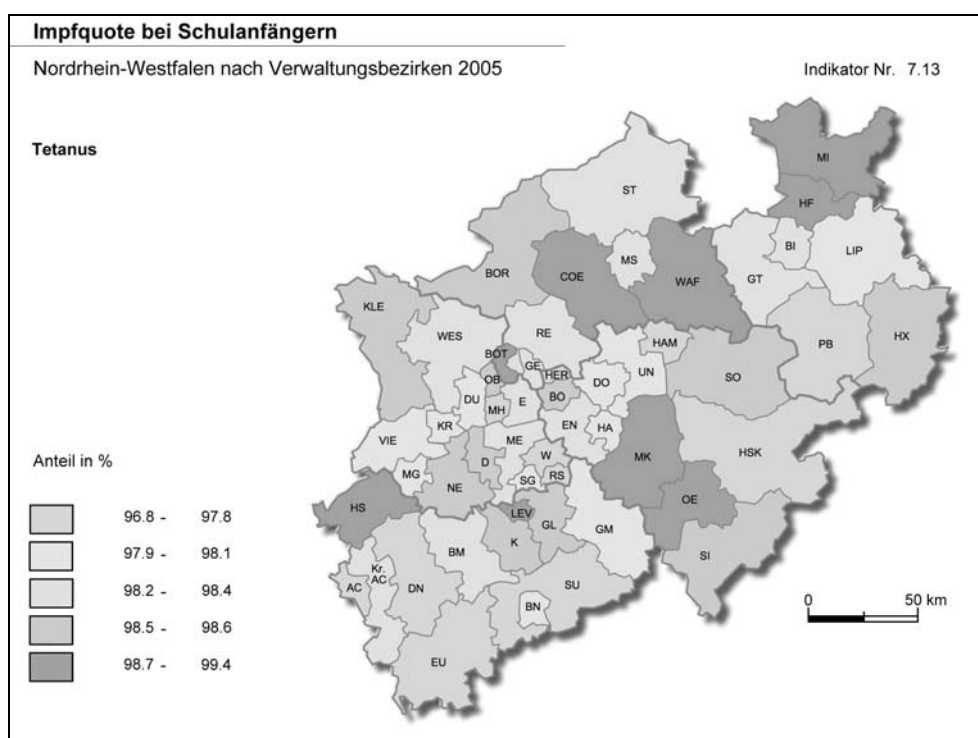 Impfquote bei Schulanfängern
Nordrhein-Westfalen nach Verwaltungsbezirken 2005
Indikator Nr. 7.13
Tetanus
MI
HF
ST
BI
LIP
MS
GT
BOR
COE
WAF
KLE
WES
RE
HAM
PB
HX
BOT
GE
HER
UN
SO
OB
DO
DU
MH
E
BO
KR
EN
HA
VIE
ME
MK
HSK
MG
D
W
NE
SG
RS
HS
OE
LEV
GL
GM
K
BM
SI
Kr.
AC
AC
DN
SU
BN
EU
Anteil in %
96.8 - 97.8
97.9 - 98.1
98.2 - 98.4
98.5 - 98.6
98.7 - 99.4
0 50 km